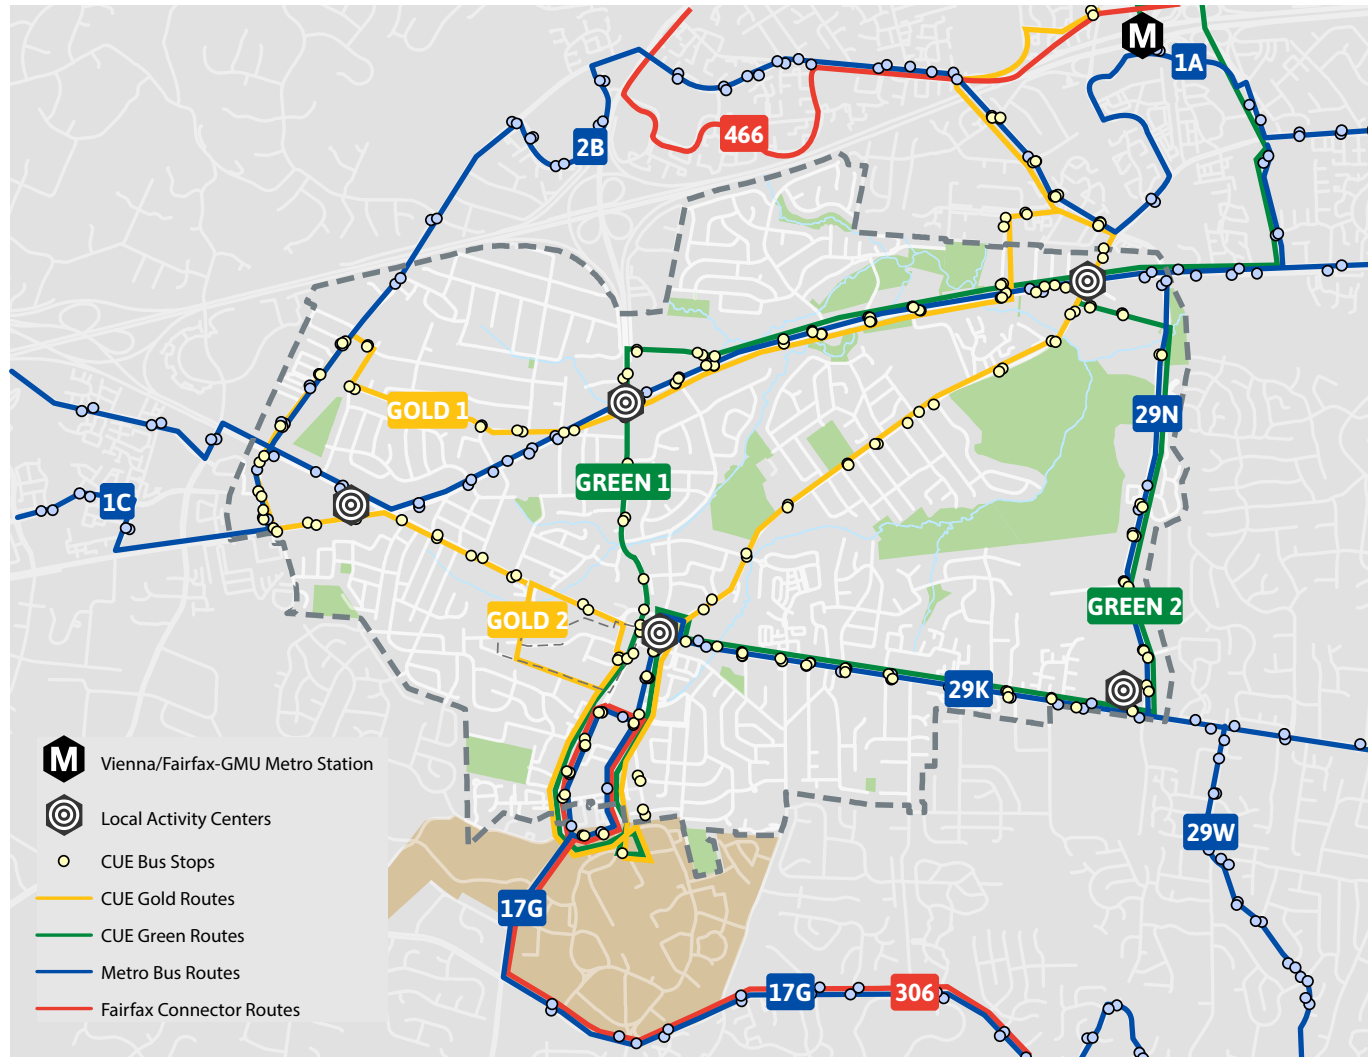 M
1A
466
2B
GOLD 1
29N
GREEN 1
1C
GREEN 2
GOLD 2
29K
M Vienna/Fairfax-GMU Metro Station
Local Activity Centers
CUE Bus Stops
CUE Gold Routes
CUE Green Routes
Metro Bus Routes
Fairfax Connector Routes
29W
17G
17G
306